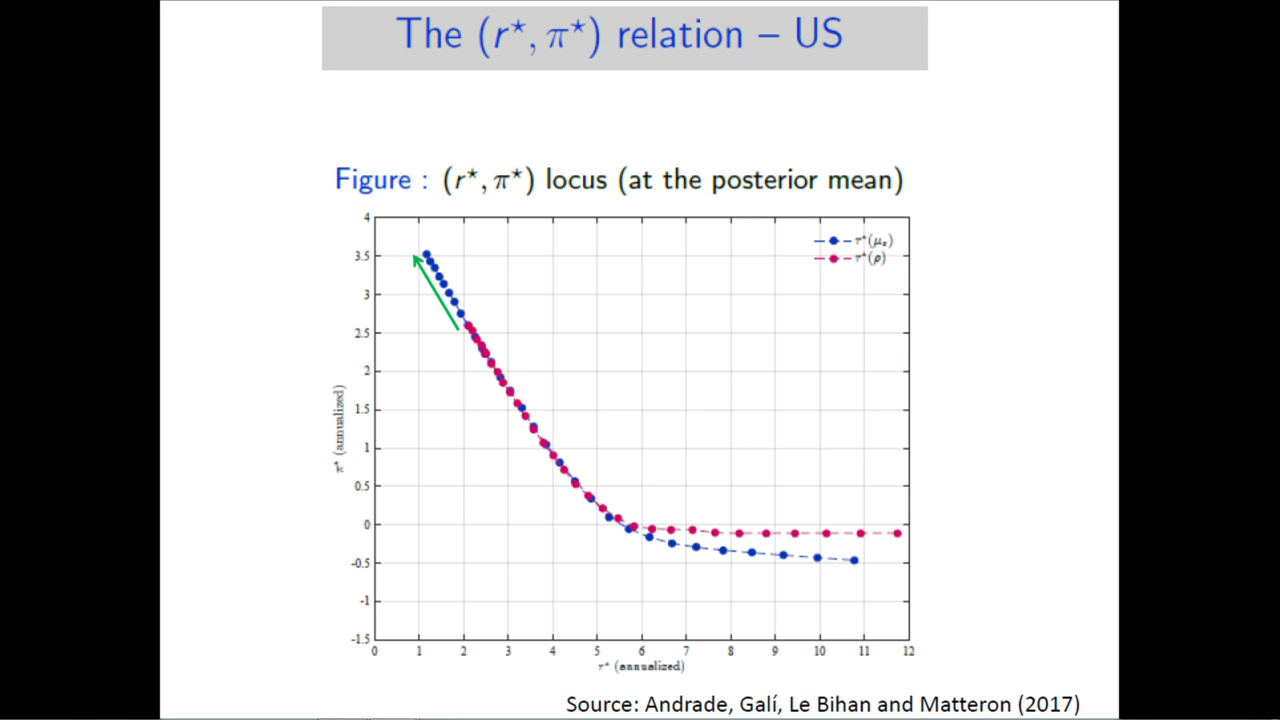 The (r⋆, π⋆) relation – US
Figure : (r⋆, π⋆) locus (at the posterior mean)
4
3.5
3
2.5
2
1.5
1
0.5
0
-0.5
-1
-1.5
π⋆ (annualized)
τ⋆(μz)
τ⋆(ρ)
0 1 2 3 4 5 6 7 8 9 10 11 12
r⋆ (annualized)
Source: Andrade, Galí, Le Bihan and Matteron (2017)